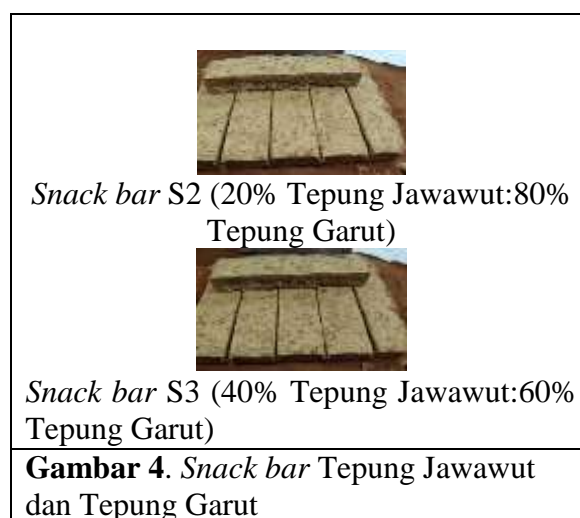 Snack bar S2 (20% Tepung Jawawut:80%
Tepung Garut)
Snack bar S3 (40% Tepung Jawawut:60%
Tepung Garut)
Gambar 4. Snack bar Tepung Jawawut
dan Tepung Garut